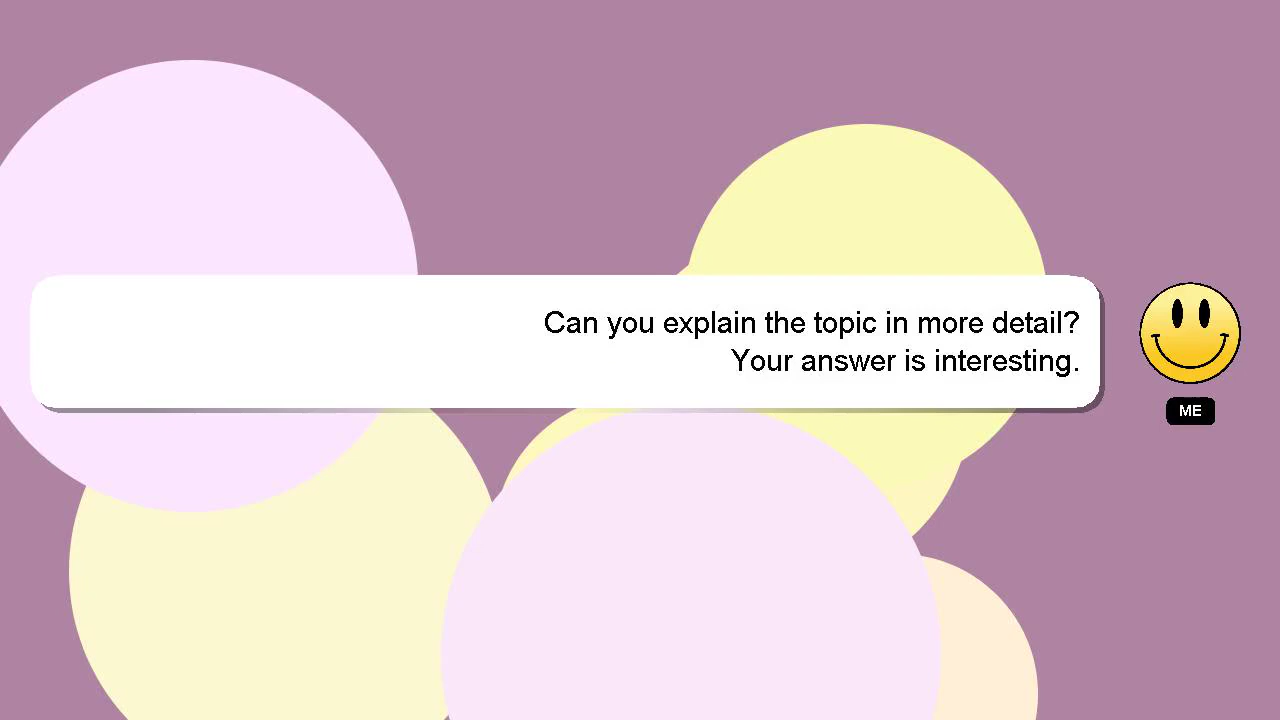 Can you explain the topic in more detail?
Your answer is interesting.
ME